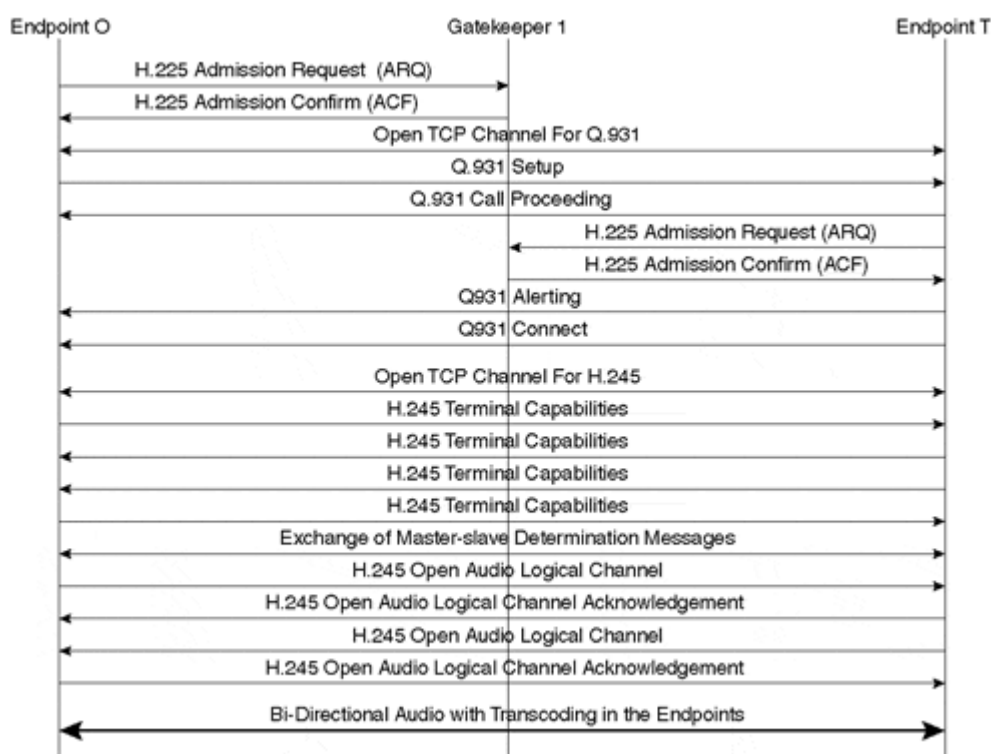 Endpoint O Gatekeeper 1 Endpoint T
H.225 Admission Request (ARQ)
H.225 Admission Confirm (ACF)
Open TCP Channel For Q.931
Q.931 Setup
Q.931 Call Proceeding
H.225 Admission Request (ARQ)
H.225 Admission Confirm (ACF)
Q931 Alerting
Q931 Connect
Open TCP Channel For H.245
H.245 Terminal Capabilities
H.245 Terminal Capabilities
H.245 Terminal Capabilities
H.245 Terminal Capabilities
Exchange of Master-slave Determination Messages
H.245 Open Audio Logical Channel
H.245 Open Audio Logical Channel Acknowledgement
H.245 Open Audio Logical Channel
H.245 Open Audio Logical Channel Acknowledgement
Bi-Directional Audio with Transcoding in the Endpoints